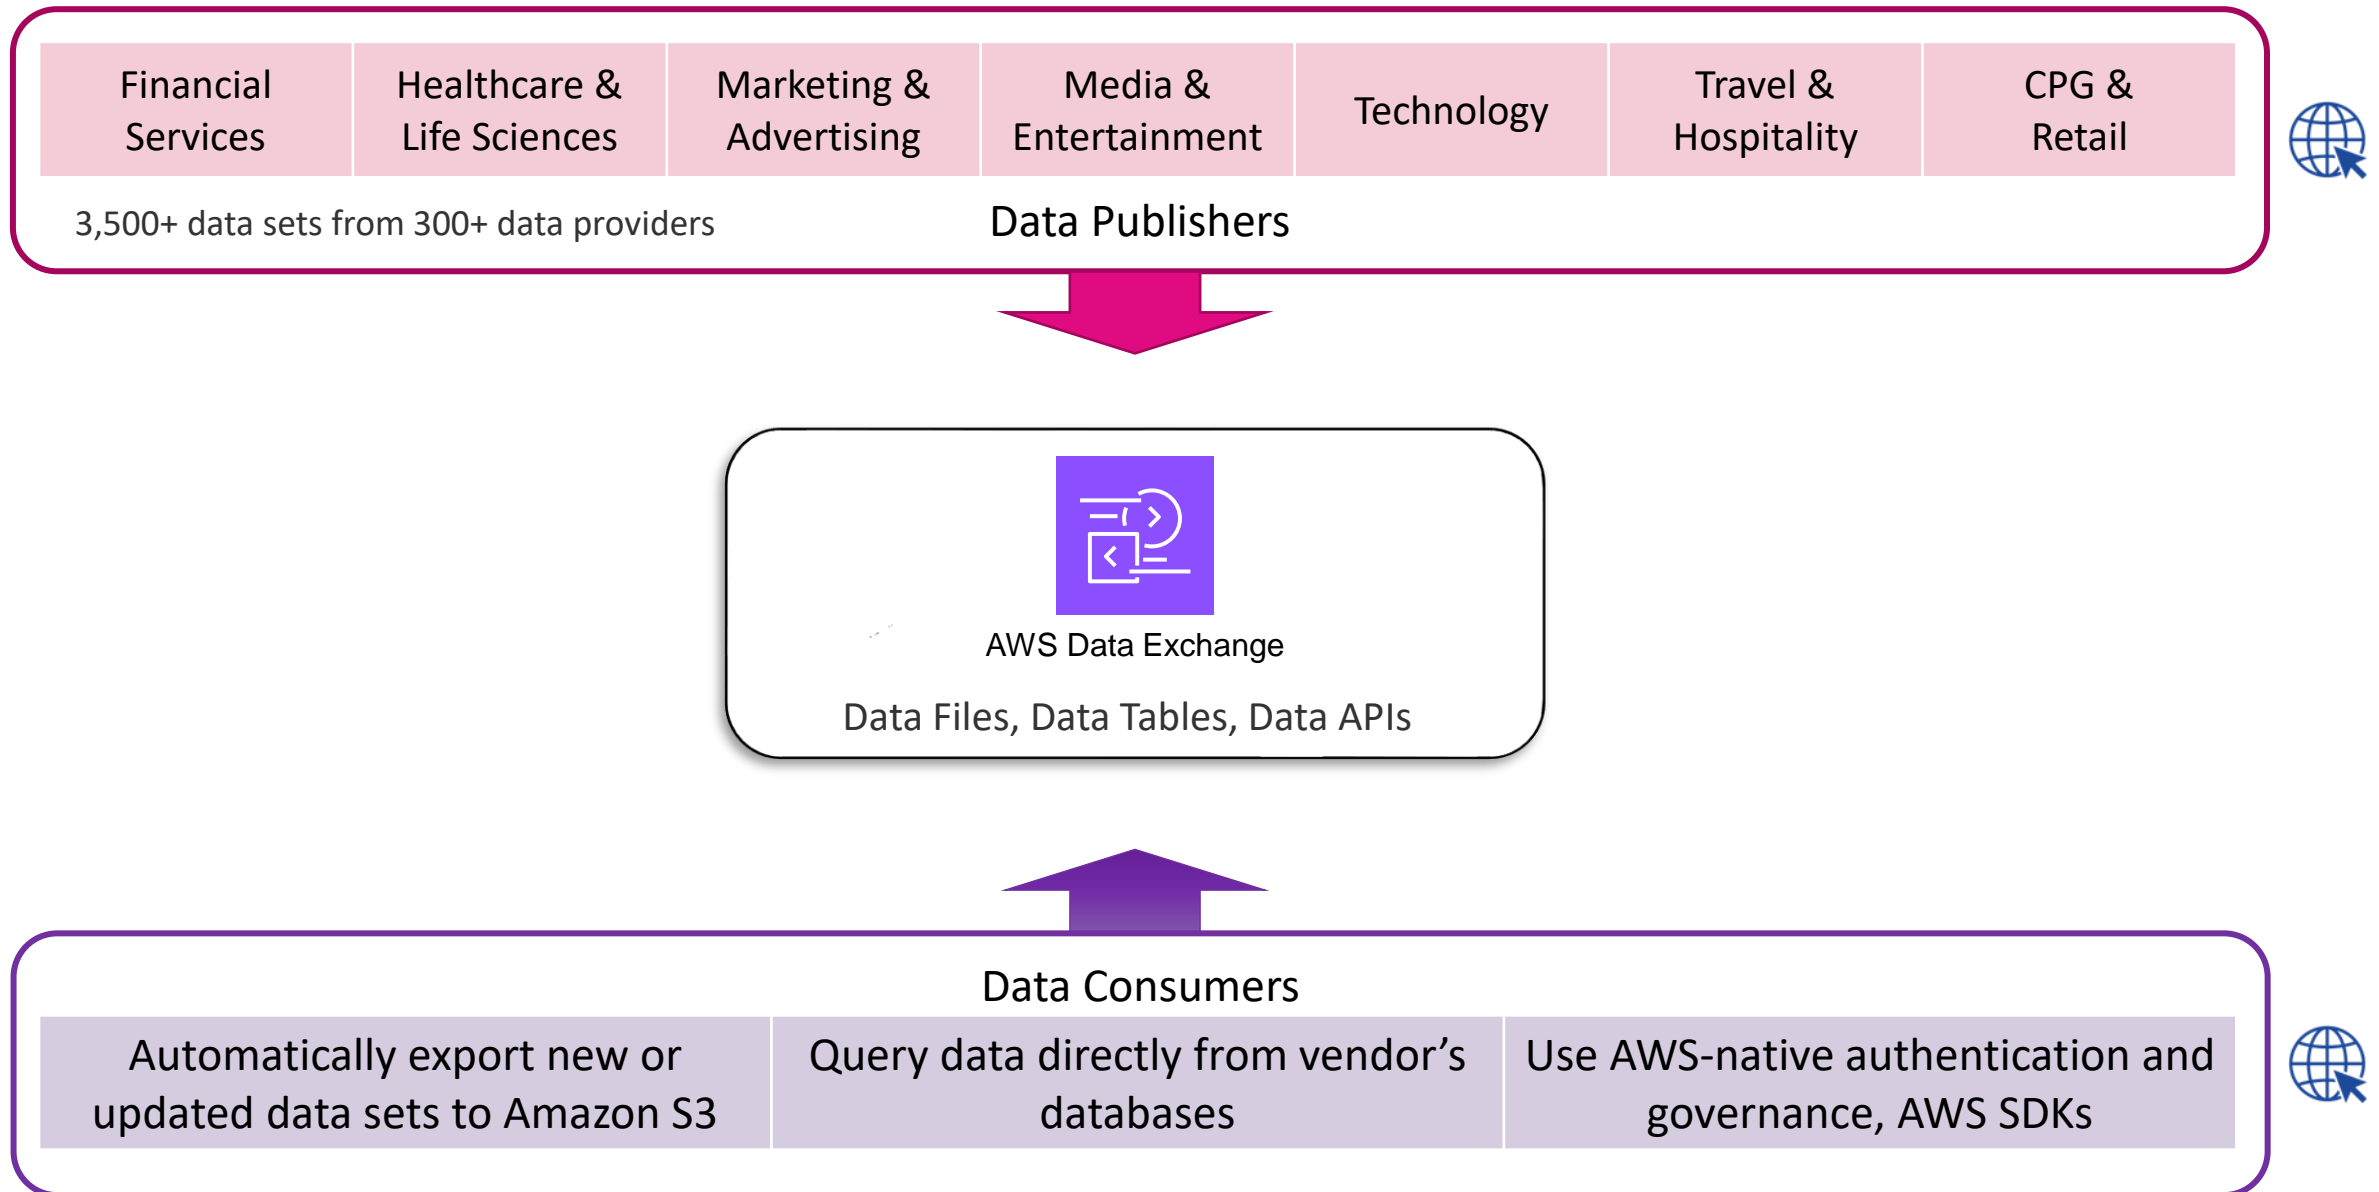 Financial
Services
Healthcare &
Life Sciences
Marketing &
Advertising
Media &
Entertainment
Technology
Travel &
Hospitality
CPG &
Retail
3,500+ data sets from 300+ data providers
Data Publishers
AWS Data Exchange
Data Files, Data Tables, Data APIs
Data Consumers
Automatically export new or
updated data sets to Amazon S3
Query data directly from vendor’s
databases
Use AWS-native authentication and
governance, AWS SDKs